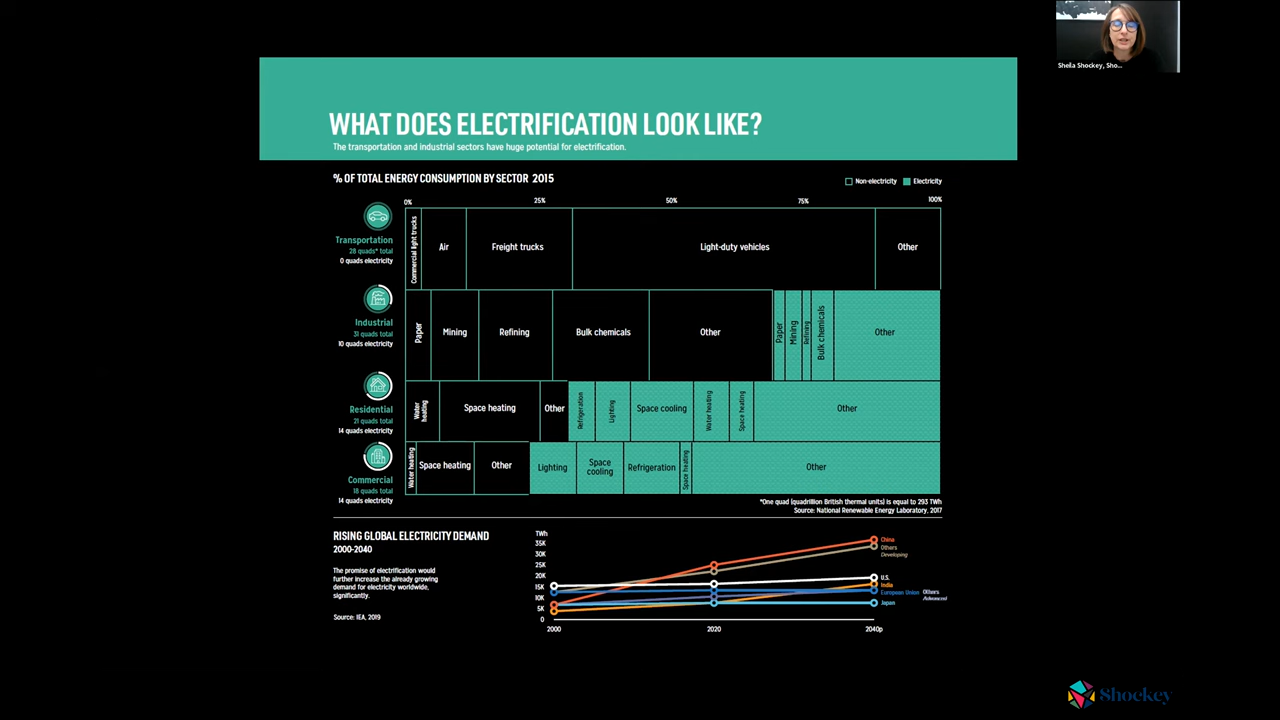 Sheila Shockey, Sho...
WHAT DOES ELECTRIFICATION LOOK LIKE?
The transportation and industrial sectors have huge potential for electrification.
% OF TOTAL ENERGY CONSUMPTION BY SECTOR 2015
Non-electricity
Electricity
0%
25%
50%
75%
100%
Transportation
28 quads* total
0 quads electricity
Commercial light trucks
Air
Freight trucks
Light-duty vehicles
Other
Industrial
31 quads total
10 quads electricity
Paper
Mining
Refining
Bulk chemicals
Other
Paper
Mining
Refining
Bulk chemicals
Other
Residential
21 quads total
14 quads electricity
Water
heating
Space heating
Other
Refrigeration
Lighting
Space cooling
Water heating
Space heating
Other
Commercial
18 quads total
14 quads electricity
Water heating
Space heating
Other
Lighting
Space
cooling
Refrigeration
Space heating
Other
*One quad (quadrillion British thermal units) is equal to 293 TWh
Source: National Renewable Energy Laboratory, 2017
RISING GLOBAL ELECTRICITY DEMAND
2000-2040
The promise of electrification would
further increase the already growing
demand for electricity worldwide,
significantly.
Source: IEA, 2019
TWh
35K
30K
25K
20K
15K
10K
5K
0
2000
2020
2040p
China
Others
Developing
U.S.
India
European Union
Others
Advanced
Japan
Shockey